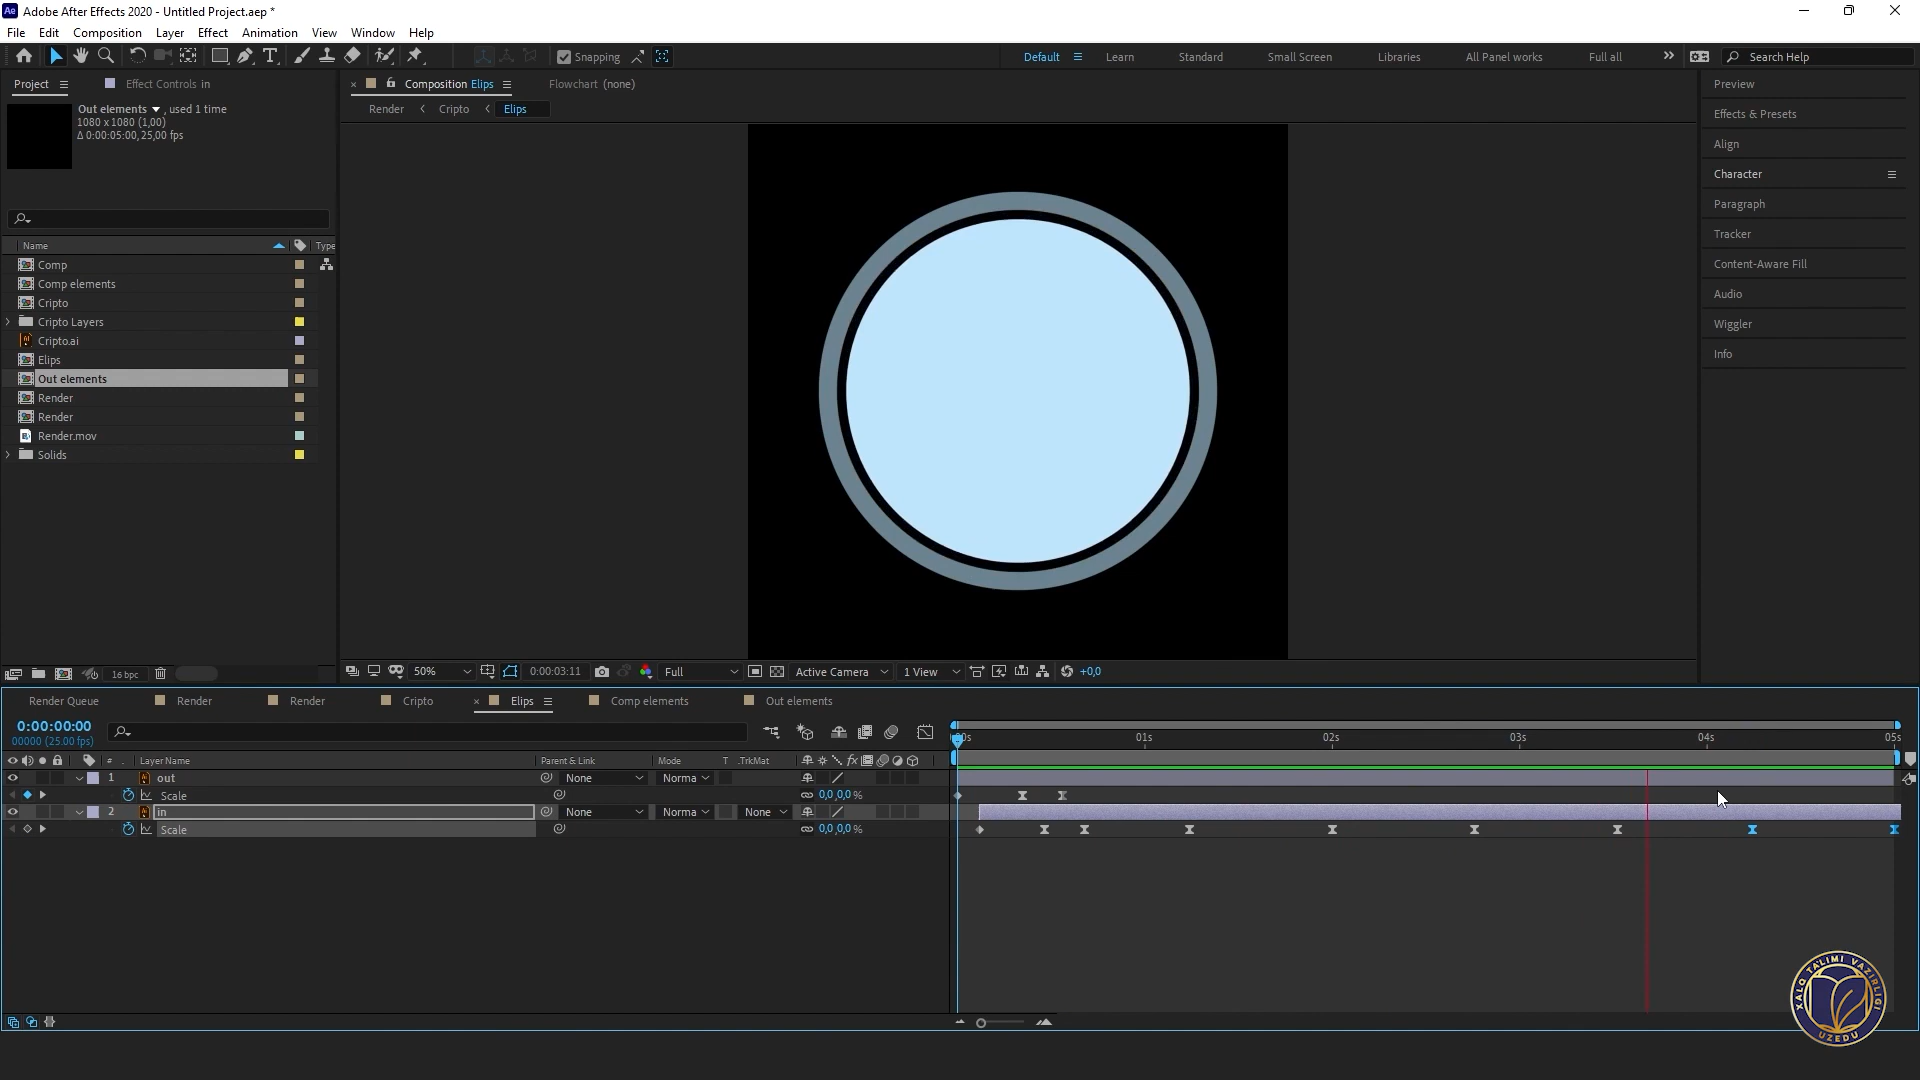 Adobe After Effects 2020 - Untitled Project.aep *
File Edit Composition Layer Effect Animation View Window Help
Snapping
Default Learn Standard Small Screen Libraries All Panel works Full all Search Help
Project Effect Controls in
Composition Elips Flowchart (none)
Render Cripto Elips
Out elements , used 1 time
1080 x 1080 (1,00)
Δ 0:00:05:00, 25,00 fps
Name Type
Comp
Comp elements
Cripto
Cripto Layers
Cripto.ai
Elips
Out elements
Render
Render
Render.mov
Solids
Preview
Effects & Presets
Align
Character
Paragraph
Tracker
Content-Aware Fill
Audio
Wiggler
Info
16 bpc
50% 0:00:03:11 Full Active Camera 1 View +0,0
Render Queue Render Render Cripto Elips Comp elements Out elements
0:00:00:00
00000 (25.00 fps)
01s 02s 03s 04s 05s
# Layer Name Parent & Link Mode T .TrkMat
1 out None Norma
Scale 0,0,0,0 %
2 in None Norma None
Scale 0,0,0,0 %
XALQ TA'LIMI VAZIRLIGI
UZEDU